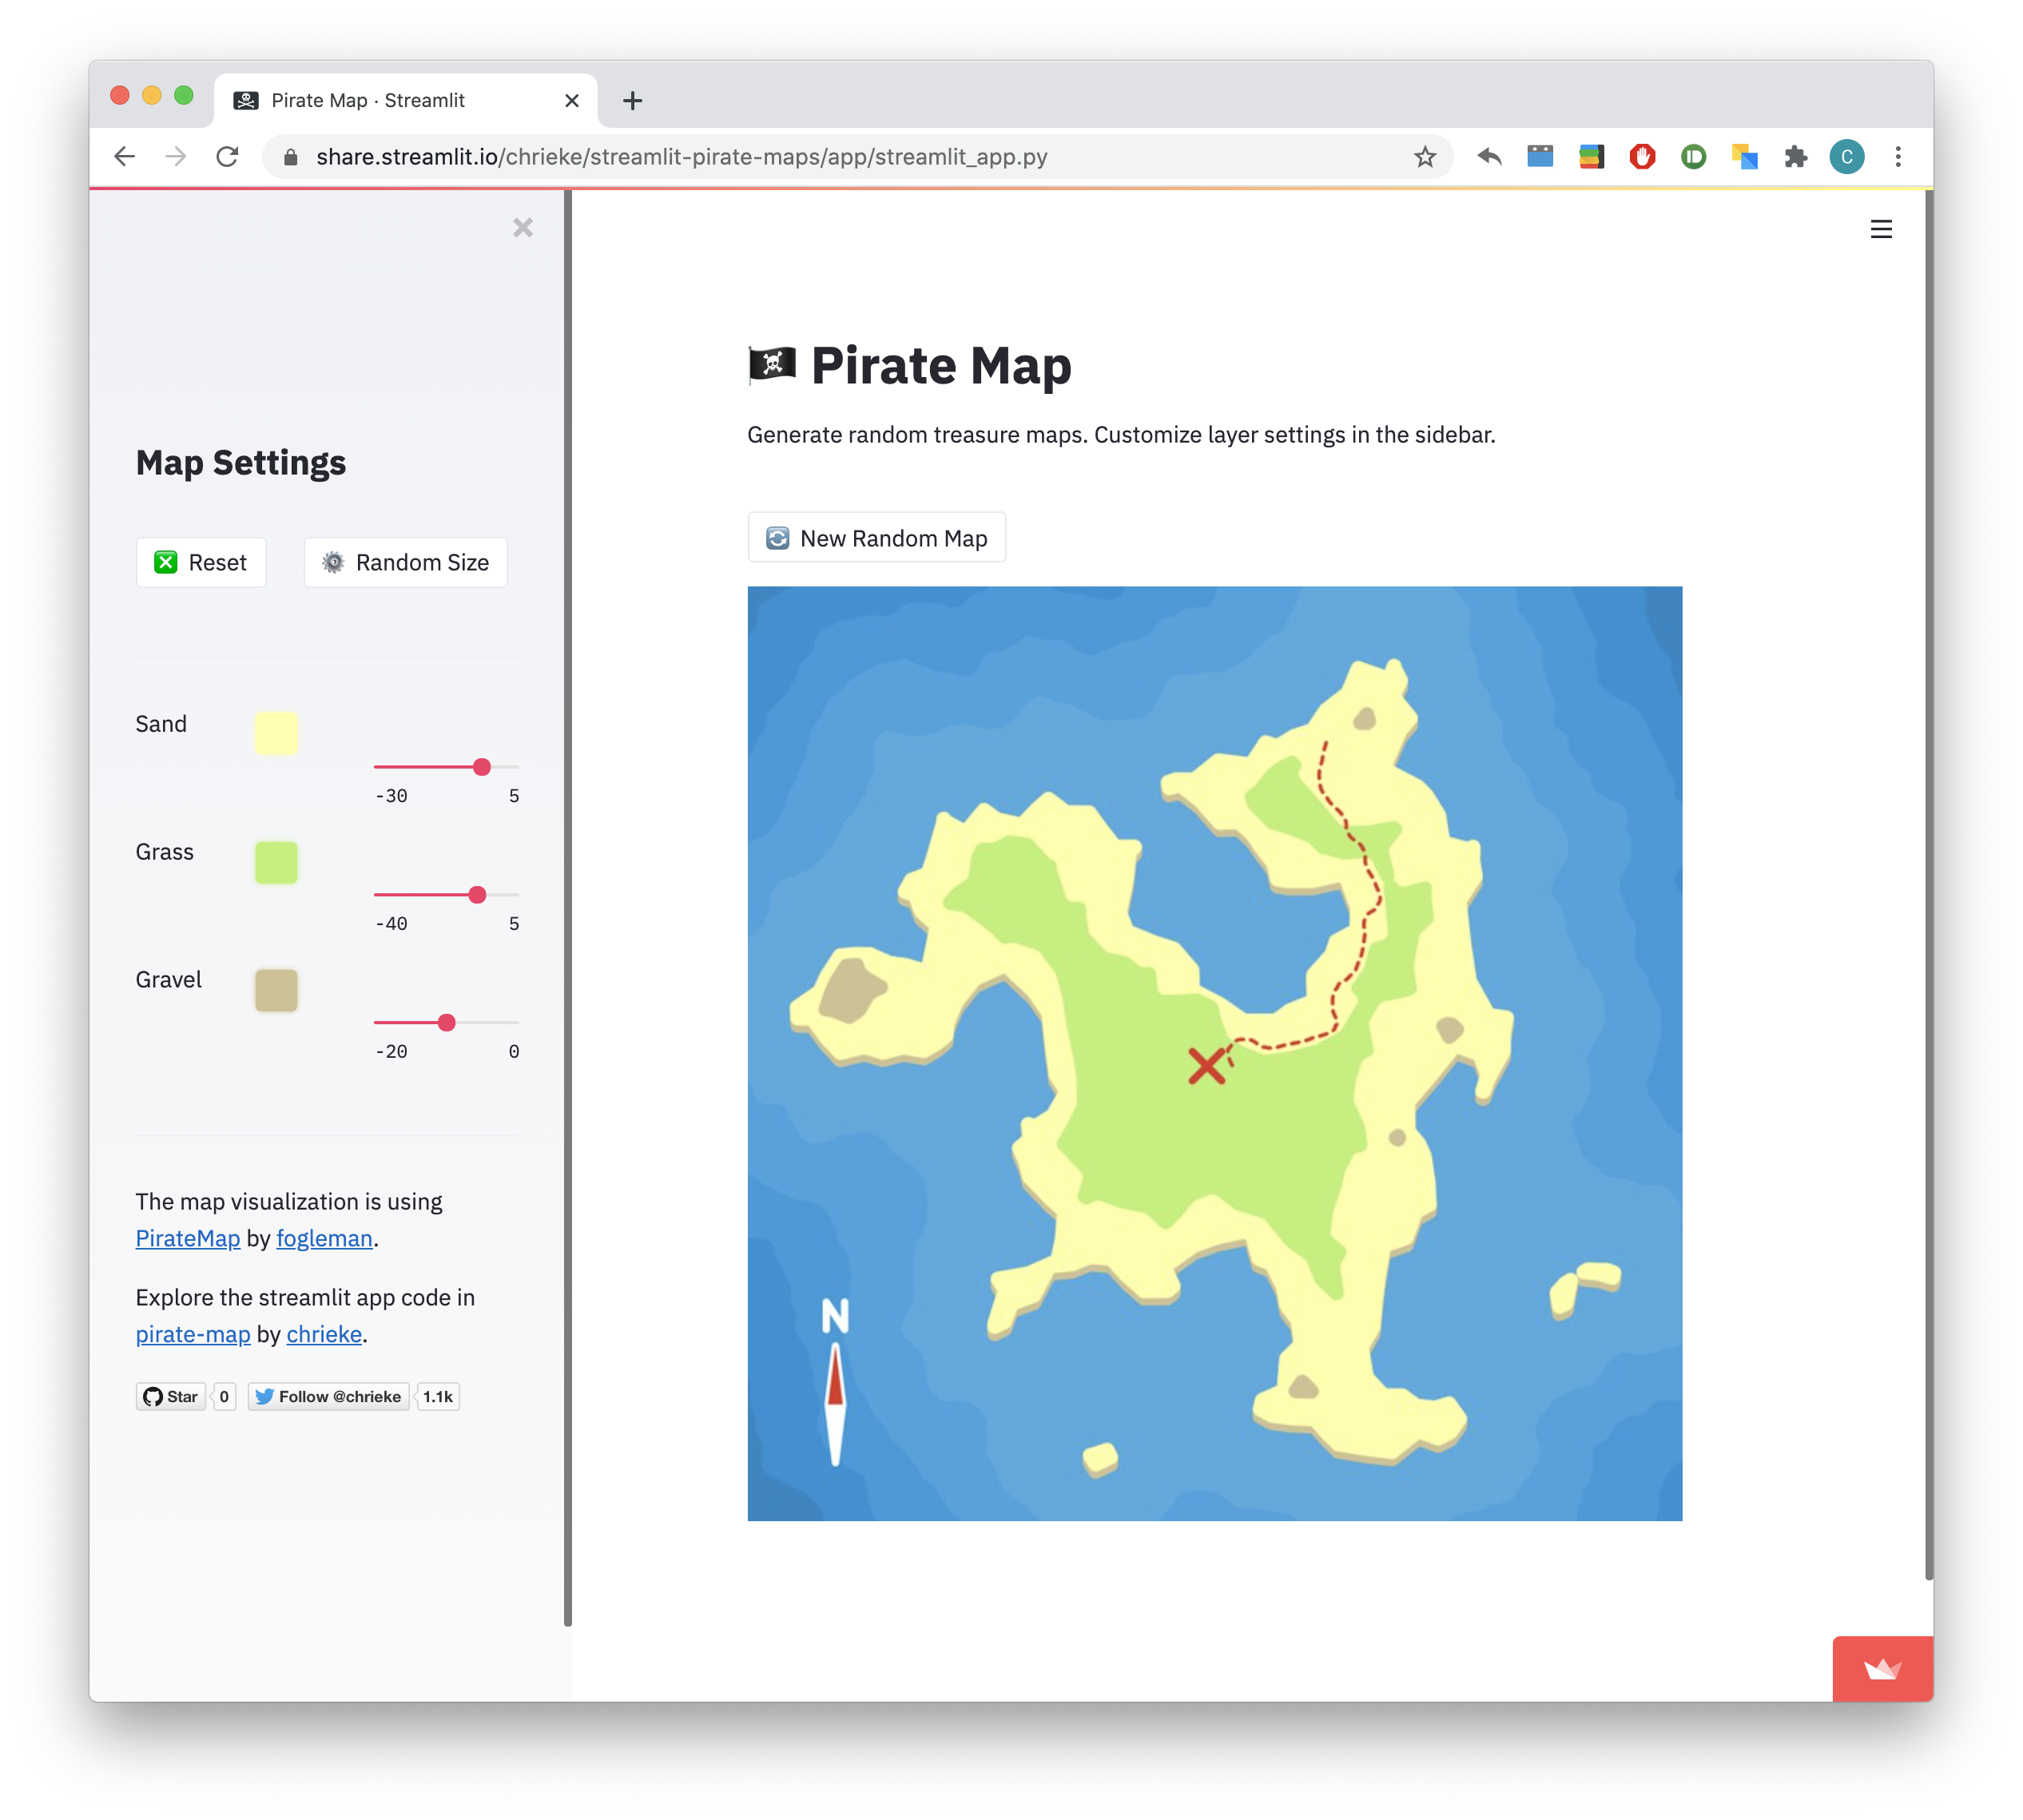 Pirate Map · Streamlit
share.streamlit.io/chrieke/streamlit-pirate-maps/app/streamlit_app.py
C
Map Settings
Reset
Random Size
Sand
-30 5
Grass
-40 5
Gravel
-20 0
The map visualization is using
PirateMap by fogleman.
Explore the streamlit app code in
pirate-map by chrieke.
Star 0
Follow @chrieke 1.1k
Pirate Map
Generate random treasure maps. Customize layer settings in the sidebar.
New Random Map
N